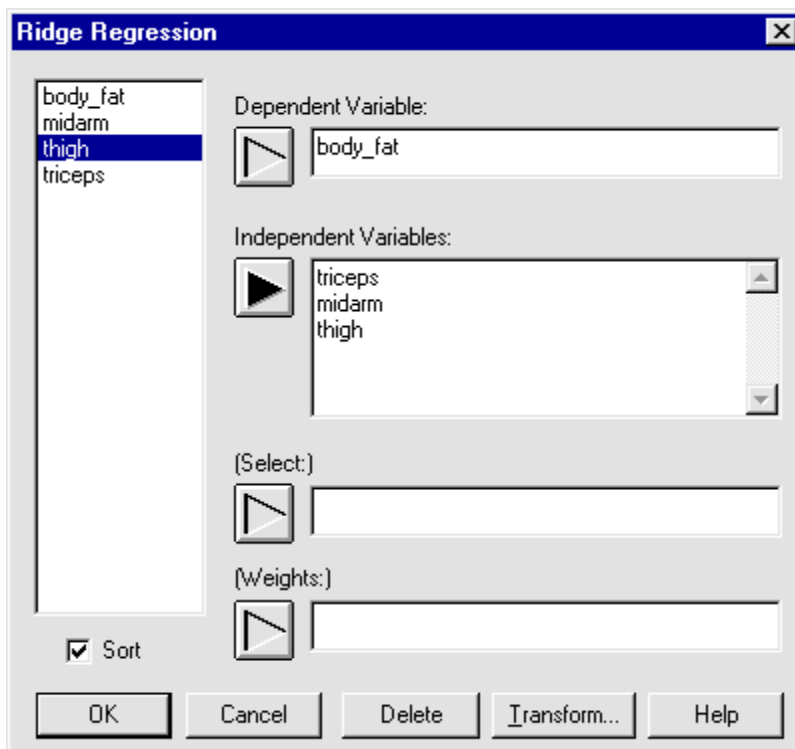 Ridge Regression
body_fat
midarm
thigh
triceps
Sort
Dependent Variable:
body_fat
Independent Variables:
triceps
midarm
thigh
(Select:)
(Weights:)
OK
Cancel
Delete
Transform...
Help